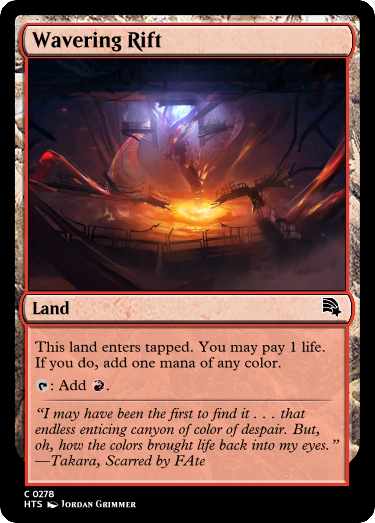 Wavering Rift
Land
This land enters tapped. You may pay 1 life.
If you do, add one mana of any color.
: Add .
“I may have been the first to find it . . . that
endless enticing canyon of color of despair. But,
oh, how the colors brought life back into my eyes.”
—Takara, Scarred by FAte
C 0278
HTS Jordan Grimmer